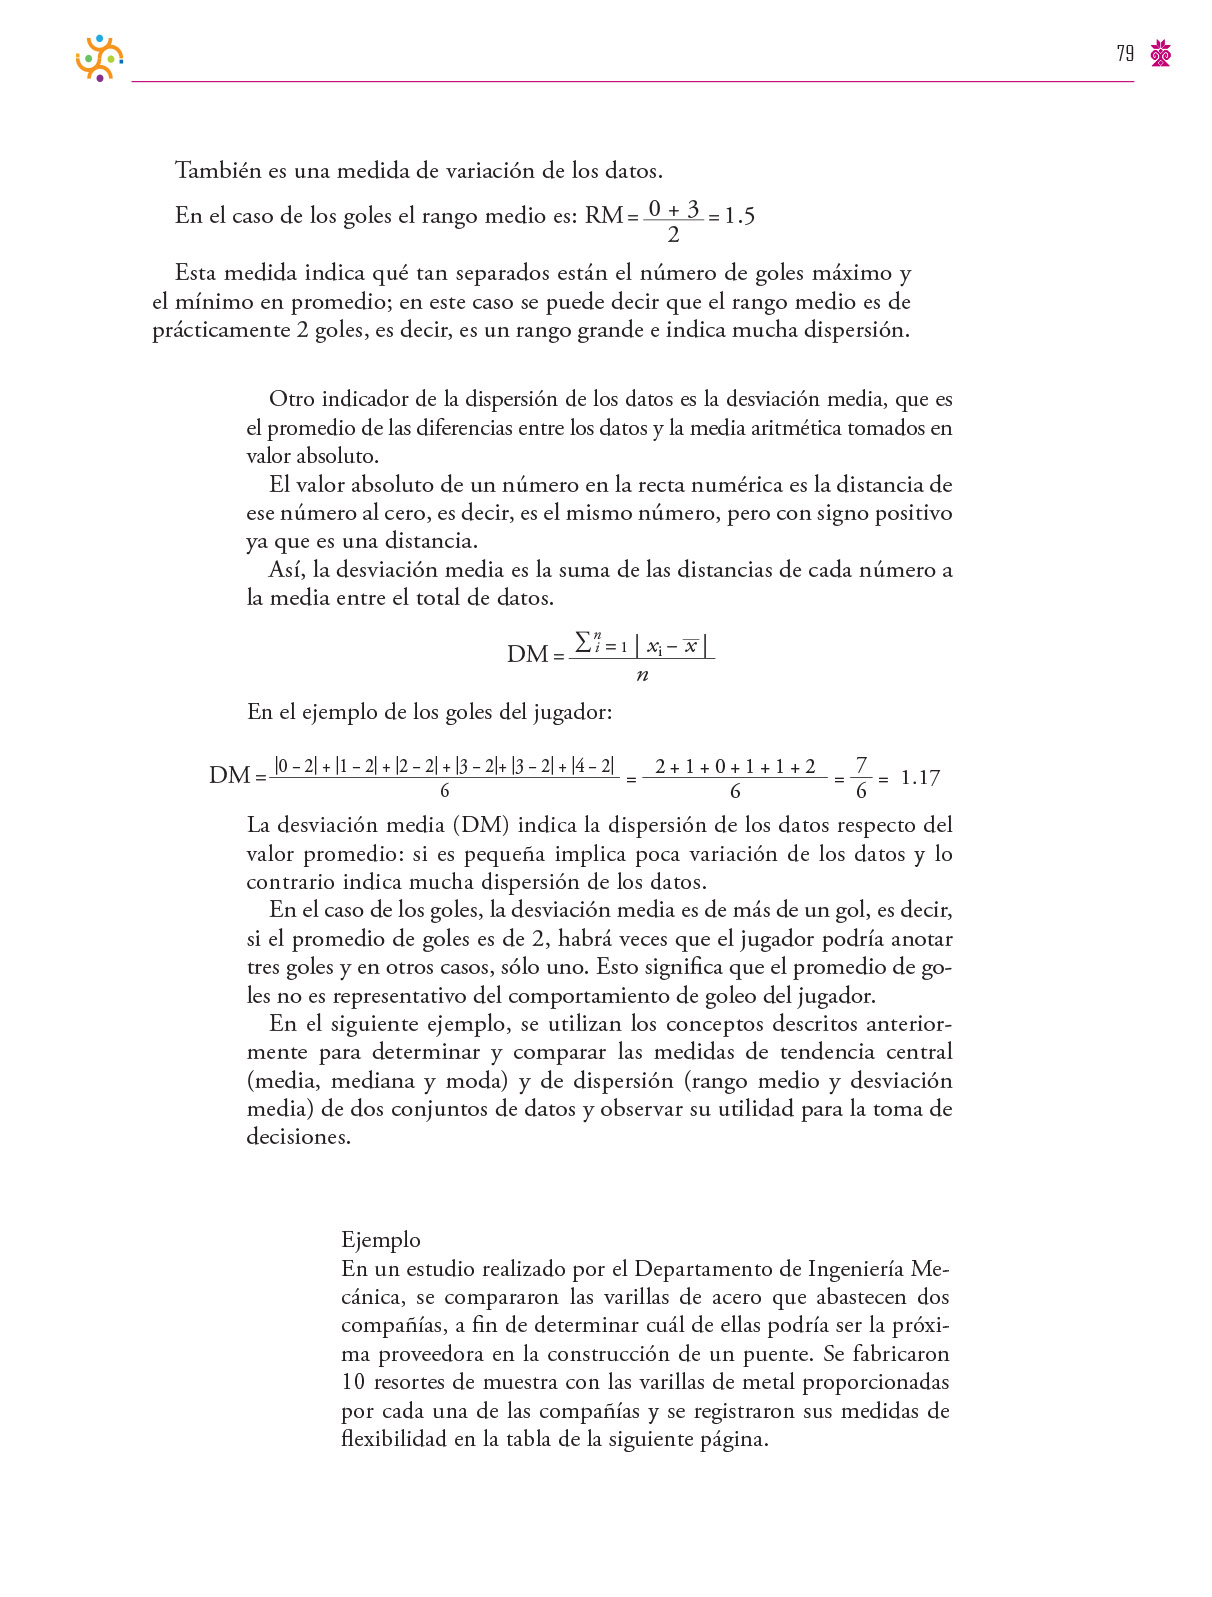 79
También es una medida de variación de los datos.
En el caso de los goles el rango medio es: RM = (0 + 3)/2 = 1.5
Esta medida indica qué tan separados están el número de goles máximo y
el mínimo en promedio; en este caso se puede decir que el rango medio es de
prácticamente 2 goles, es decir, es un rango grande e indica mucha dispersión.
Otro indicador de la dispersión de los datos es la desviación media, que es
el promedio de las diferencias entre los datos y la media aritmética tomados en
valor absoluto.
El valor absoluto de un número en la recta numérica es la distancia de
ese número al cero, es decir, es el mismo número, pero con signo positivo
ya que es una distancia.
Así, la desviación media es la suma de las distancias de cada número a
la media entre el total de datos.
DM = ∑ⁿᵢ₌₁ | xᵢ – x̅ | / n
En el ejemplo de los goles del jugador:
DM = (|0 – 2| + |1 – 2| + |2 – 2| + |3 – 2|+ |3 – 2| + |4 – 2|)/6 = (2 + 1 + 0 + 1 + 1 + 2)/6 = 7/6 = 1.17
La desviación media (DM) indica la dispersión de los datos respecto del
valor promedio: si es pequeña implica poca variación de los datos y lo
contrario indica mucha dispersión de los datos.
En el caso de los goles, la desviación media es de más de un gol, es decir,
si el promedio de goles es de 2, habrá veces que el jugador podría anotar
tres goles y en otros casos, sólo uno. Esto significa que el promedio de go-
les no es representativo del comportamiento de goleo del jugador.
En el siguiente ejemplo, se utilizan los conceptos descritos anterior-
mente para determinar y comparar las medidas de tendencia central
(media, mediana y moda) y de dispersión (rango medio y desviación
media) de dos conjuntos de datos y observar su utilidad para la toma de
decisiones.
Ejemplo
En un estudio realizado por el Departamento de Ingeniería Me-
cánica, se compararon las varillas de acero que abastecen dos
compañías, a fin de determinar cuál de ellas podría ser la próxi-
ma proveedora en la construcción de un puente. Se fabricaron
10 resortes de muestra con las varillas de metal proporcionadas
por cada una de las compañías y se registraron sus medidas de
flexibilidad en la tabla de la siguiente página.